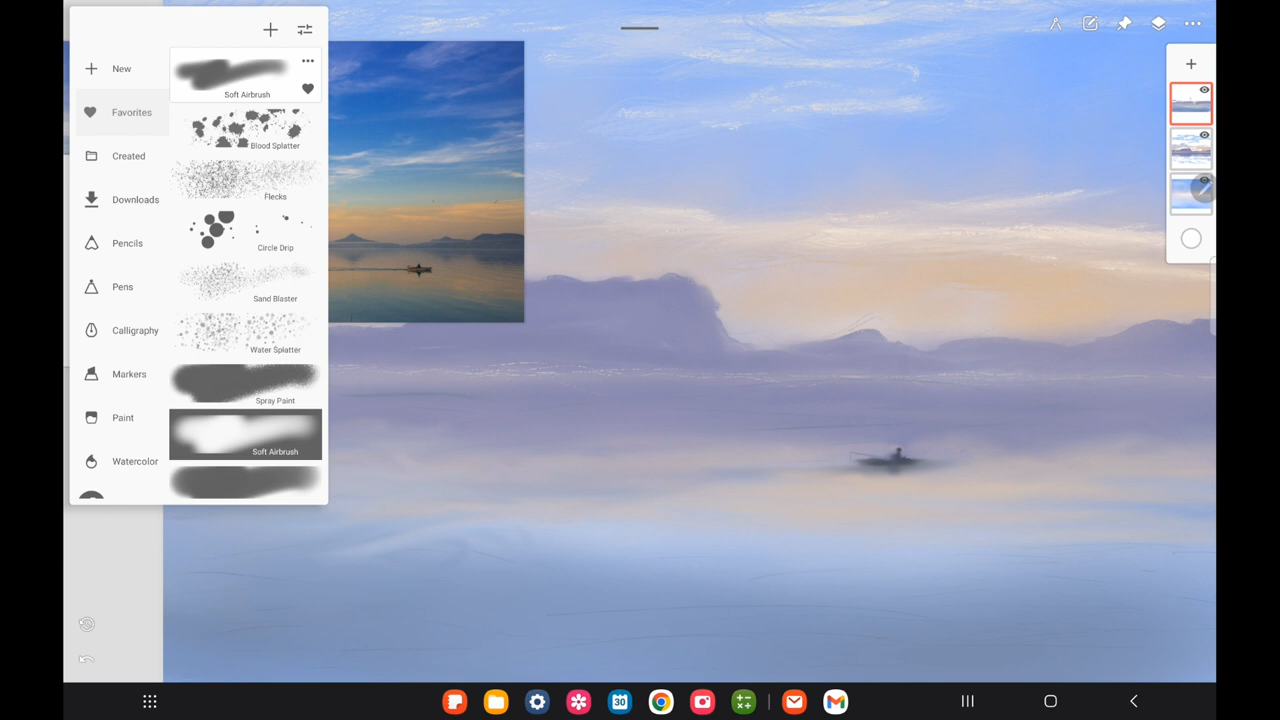 New
Favorites
Created
Downloads
Pencils
Pens
Calligraphy
Markers
Paint
Watercolor
Soft Airbrush
Blood Splatter
Flecks
Circle Drip
Sand Blaster
Water Splatter
Spray Paint
Soft Airbrush
30